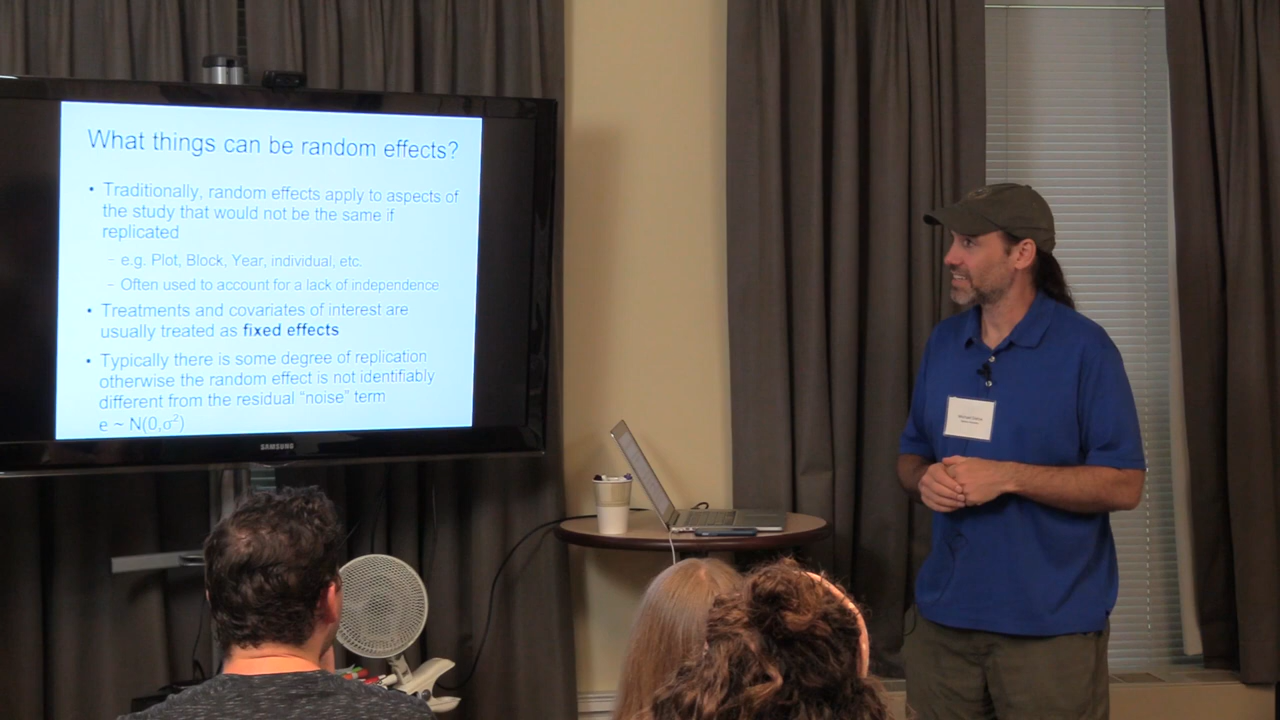 What things can be random effects?
• Traditionally, random effects apply to aspects of
the study that would not be the same if
replicated
– e.g. Plot, Block, Year, individual, etc.
– Often used to account for a lack of independence
• Treatments and covariates of interest are
usually treated as fixed effects
• Typically there is some degree of replication
otherwise the random effect is not identifiably
different from the residual “noise” term
e ~ N(0,σ²)
SAMSUNG